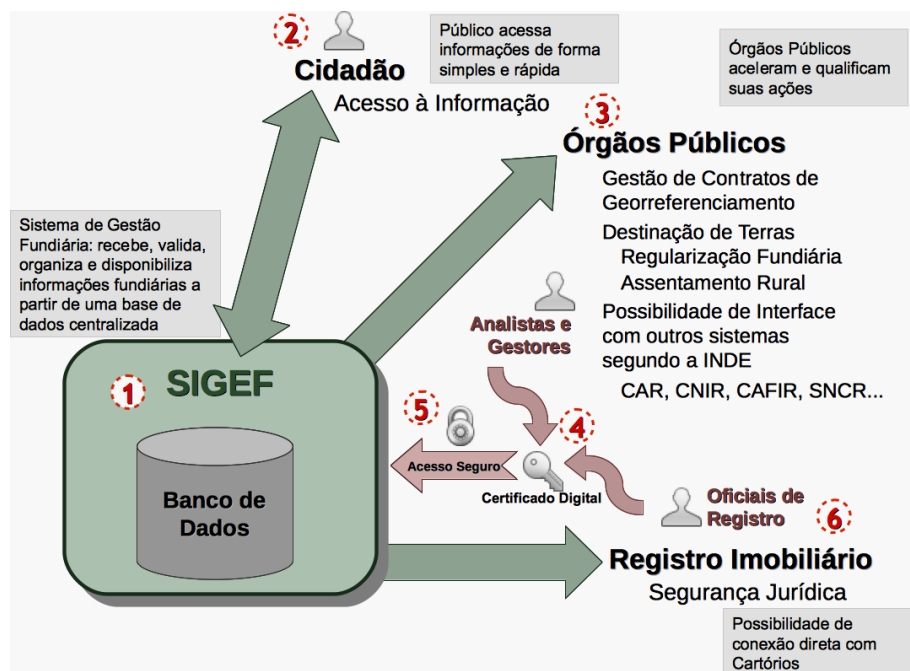 2
Cidadão
Acesso à Informação
Público acessa
informações de forma
simples e rápida
Órgãos Públicos
aceleram e qualificam
suas ações
3
Órgãos Públicos
Gestão de Contratos de
Georreferenciamento
Destinação de Terras
Regularização Fundiária
Assentamento Rural
Possibilidade de Interface
com outros sistemas
segundo a INDE
CAR, CNIR, CAFIR, SNCR...
Sistema de Gestão
Fundiária: recebe, valida,
organiza e disponibiliza
informações fundiárias a
partir de uma base de
dados centralizada
1
SIGEF
Banco de
Dados
Analistas e
Gestores
5
4
Acesso Seguro
Certificado Digital
Oficiais de
Registro
6
Registro Imobiliário
Segurança Jurídica
Possibilidade de
conexão direta com
Cartórios